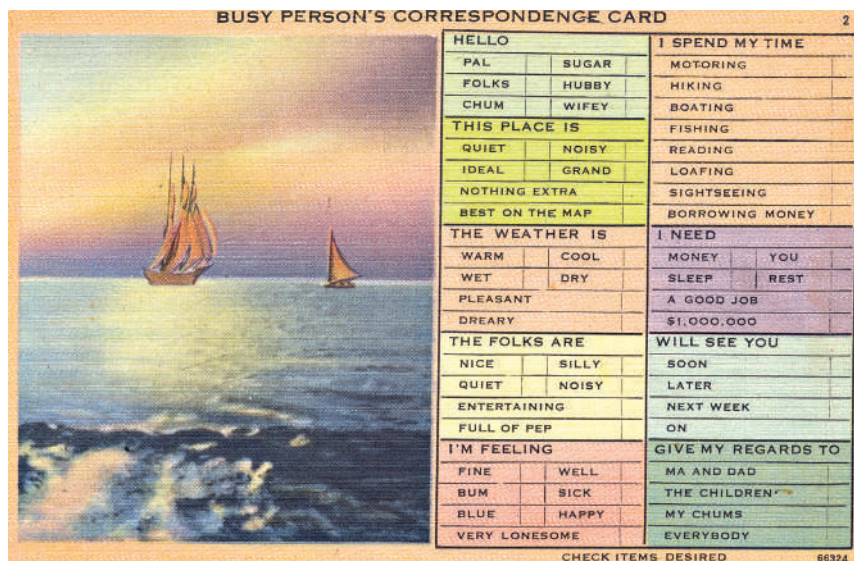 BUSY PERSON'S CORRESPONDENCE CARD 2
HELLO
PAL SUGAR
FOLKS HUBBY
CHUM WIFEY
THIS PLACE IS
QUIET NOISY
IDEAL GRAND
NOTHING EXTRA
BEST ON THE MAP
THE WEATHER IS
WARM COOL
WET DRY
PLEASANT
DREARY
THE FOLKS ARE
NICE SILLY
QUIET NOISY
ENTERTAINING
FULL OF PEP
I'M FEELING
FINE WELL
BUM SICK
BLUE HAPPY
VERY LONESOME
I SPEND MY TIME
MOTORING
HIKING
BOATING
FISHING
READING
LOAFING
SIGHTSEEING
BORROWING MONEY
I NEED
MONEY YOU
SLEEP REST
A GOOD JOB
$1,000,000
WILL SEE YOU
SOON
LATER
NEXT WEEK
ON
GIVE MY REGARDS TO
MA AND DAD
THE CHILDREN
MY CHUMS
EVERYBODY
CHECK ITEMS DESIRED 66324